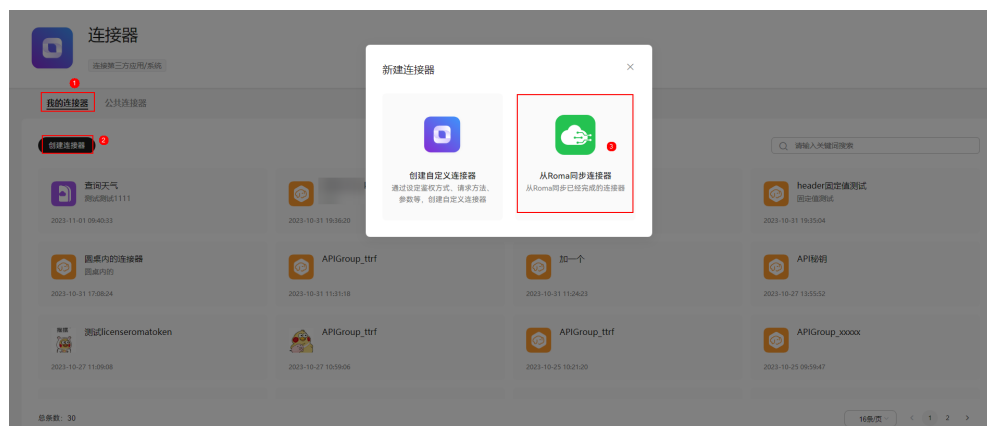 连接器
连接第三方应用/系统
1
我的连接器 公共连接器
创建连接器 2
请输入关键词搜索
新建连接器
创建自定义连接器
通过设定鉴权方式、请求方法、
参数等，创建自定义连接器
3
从Roma同步连接器
从Roma同步已经完成的连接器
查询天气
测试测试1111
2023-11-01 09:40:33
2023-10-31 19:36:20
header固定值测试
固定值测试
2023-10-31 19:35:04
圆桌内的连接器
圆桌内的
2023-10-31 17:06:24
APIGroup_ttrf
2023-10-31 11:31:18
加一个
2023-10-31 11:24:23
API秘钥
2023-10-27 13:55:52
测试licenseromatoken
2023-10-27 11:09:08
APIGroup_ttrf
2023-10-27 10:59:06
APIGroup_ttrf
2023-10-25 10:21:20
APIGroup_xxxxx
2023-10-25 09:59:47
总条数：30
16条/页
1 2